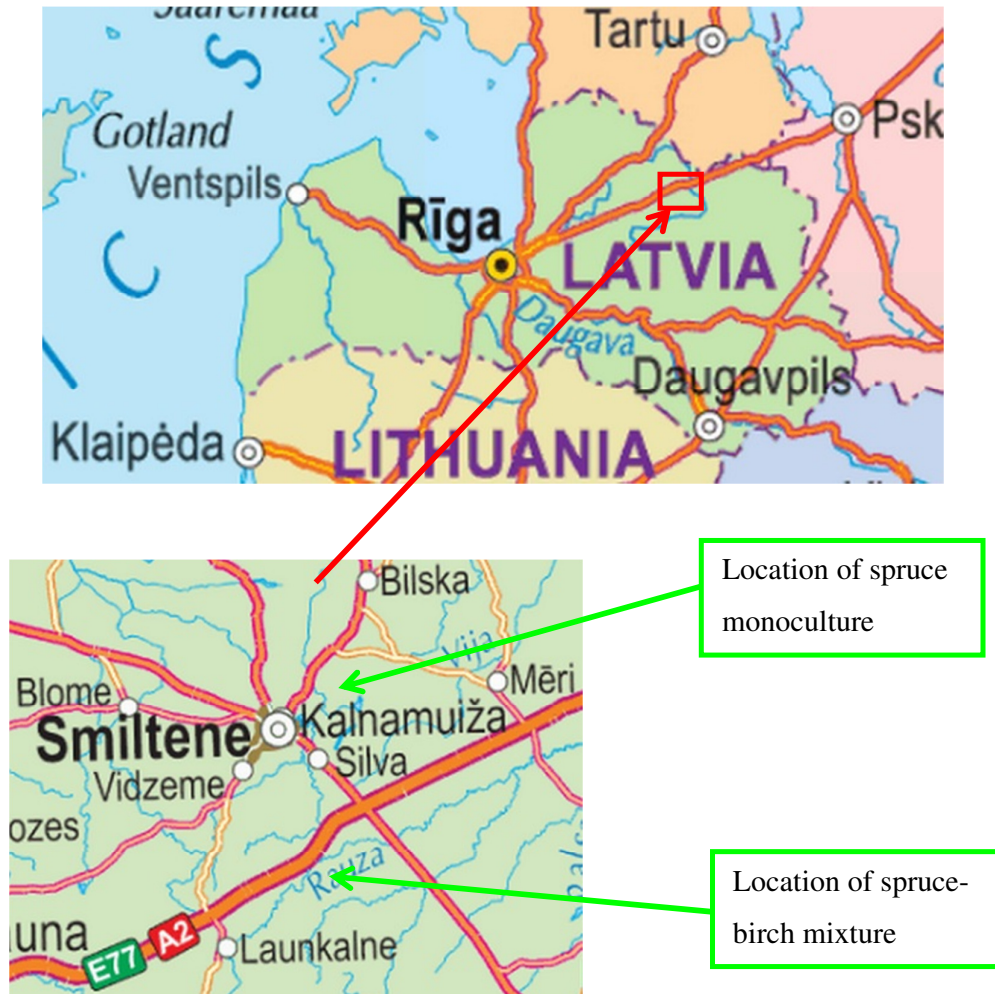 Saaremaa
S
Tartu
Gotland
Psk
Ventspils
Rīga
C
LATVIA
Daugava
Daugavpils
Klaipėda
LITHUANIA
Location of spruce
monoculture
Bilska
Vija
Mēri
Blome
Kalnamuiža
Smiltene
Silva
Vidzeme
ozes
Rauza
Location of spruce-
birch mixture
una
A2
E77
Launkalne